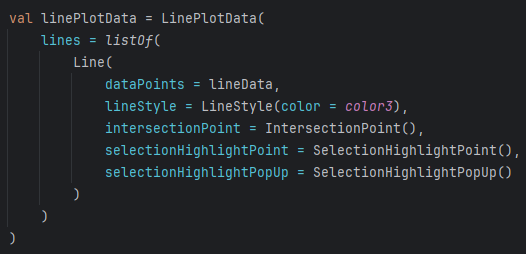 val linePlotData = LinePlotData(
    lines = listOf(
        Line(
            dataPoints = lineData,
            lineStyle = LineStyle(color = color3),
            intersectionPoint = IntersectionPoint(),
            selectionHighlightPoint = SelectionHighlightPoint(),
            selectionHighlightPopUp = SelectionHighlightPopUp()
        )
    )
)